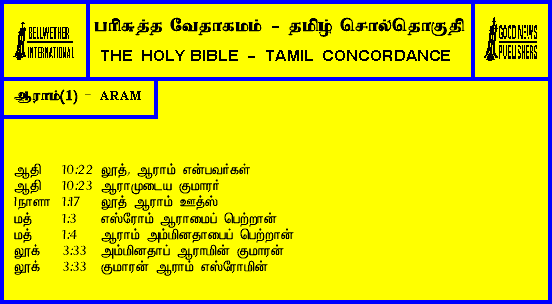 BELLWETHER
INTERNATIONAL
பரிசுத்த வேதாகமம் - தமிழ் சொல்தொகுதி
THE HOLY BIBLE - TAMIL CONCORDANCE
GOOD NEWS
PUBLISHERS
ஆராம்(1) - ARAM
ஆதி 10:22 லூத், ஆராம் என்பவர்கள்
ஆதி 10:23 ஆராமுடைய குமாரர்
1நாளா 1:17 லூத் ஆராம் ஊத்ஸ்
மத் 1:3 எஸ்ரோம் ஆராமைப் பெற்றான்
மத் 1:4 ஆராம் அம்மினதாபைப் பெற்றான்
லூக் 3:33 அம்மினதாப் ஆராமின் குமாரன்
லூக் 3:33 குமாரன் ஆராம் எஸ்ரோமின்